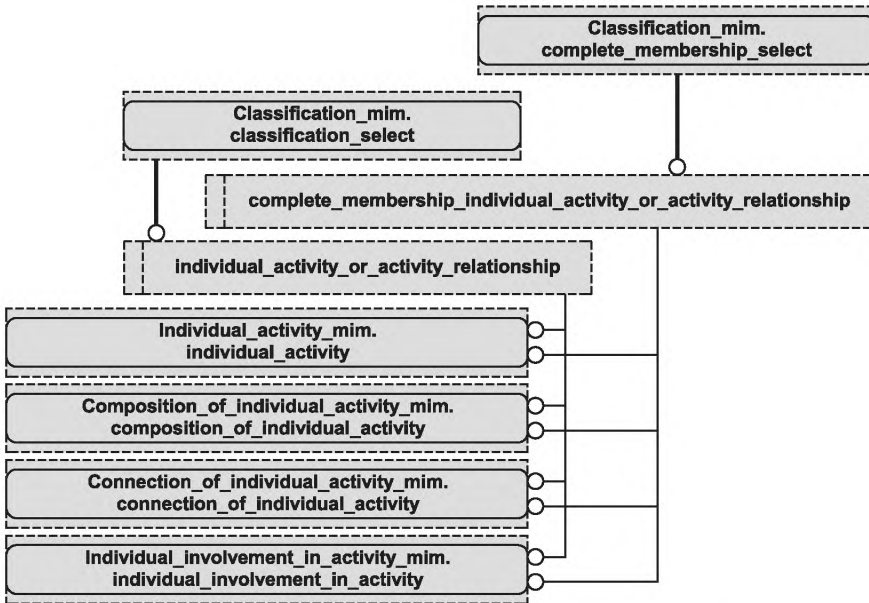 Classification_mim.
complete_membership_select
Classification_mim.
classification_select
complete_membership_individual_activity_or_activity_relationship
individual_activity_or_activity_relationship
Individual_activity_mim.
individual_activity
Composition_of_individual_activity_mim.
composition_of_individual_activity
Connection_of_individual_activity_mim.
connection_of_individual_activity
Individual_involvement_in_activity_mim.
individual_involvement_in_activity